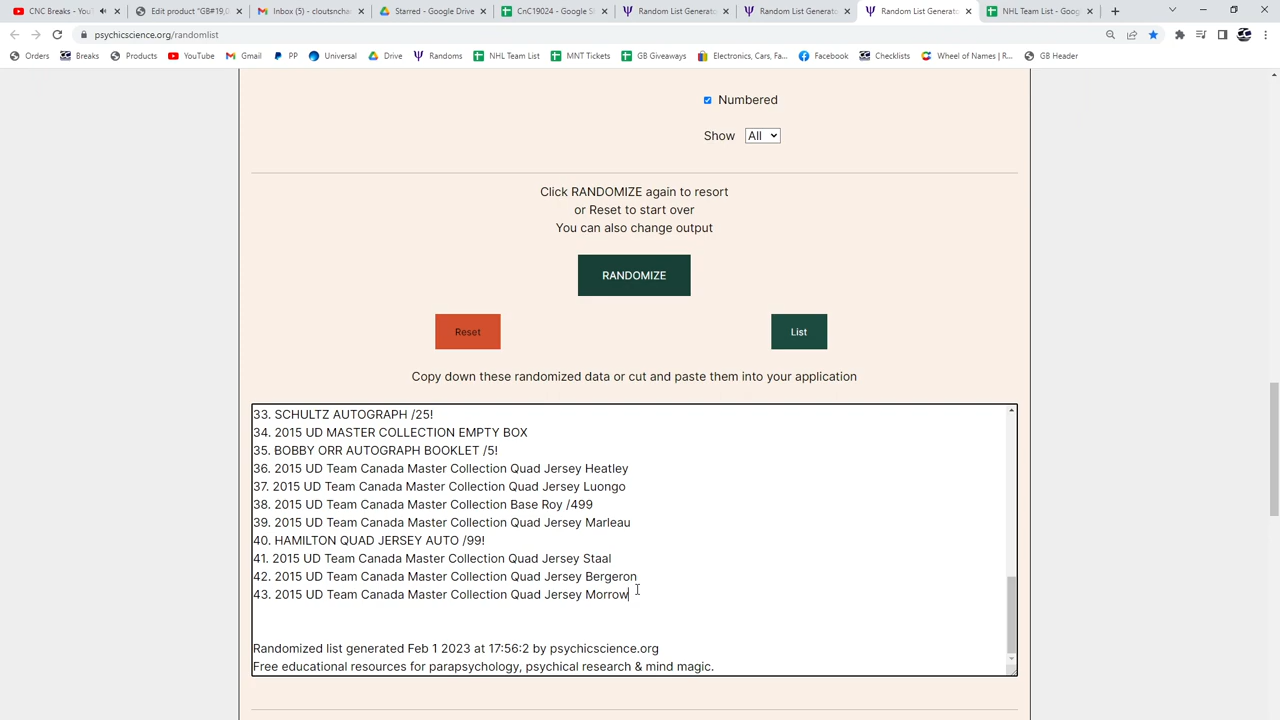 CNC Breaks - You
Edit product "GB#19,0
Inbox (5) - cloutsnchar
Starred - Google Drive
CnC19024 - Google S
Random List Generato
Random List Generato
Random List Generato
NHL Team List - Goog
psychicscience.org/randomlist
Orders
Breaks
Products
YouTube
Gmail
PP
Universal
Drive
Randoms
NHL Team List
MNT Tickets
GB Giveaways
Electronics, Cars, Fa...
Facebook
Checklists
Wheel of Names | R...
GB Header
Numbered
Show All
Click RANDOMIZE again to resort
or Reset to start over
You can also change output
RANDOMIZE
Reset
List
Copy down these randomized data or cut and paste them into your application
33. SCHULTZ AUTOGRAPH /25!
34. 2015 UD MASTER COLLECTION EMPTY BOX
35. BOBBY ORR AUTOGRAPH BOOKLET /5!
36. 2015 UD Team Canada Master Collection Quad Jersey Heatley
37. 2015 UD Team Canada Master Collection Quad Jersey Luongo
38. 2015 UD Team Canada Master Collection Base Roy /499
39. 2015 UD Team Canada Master Collection Quad Jersey Marleau
40. HAMILTON QUAD JERSEY AUTO /99!
41. 2015 UD Team Canada Master Collection Quad Jersey Staal
42. 2015 UD Team Canada Master Collection Quad Jersey Bergeron
43. 2015 UD Team Canada Master Collection Quad Jersey Morrow
Randomized list generated Feb 1 2023 at 17:56:2 by psychicscience.org
Free educational resources for parapsychology, psychical research & mind magic.